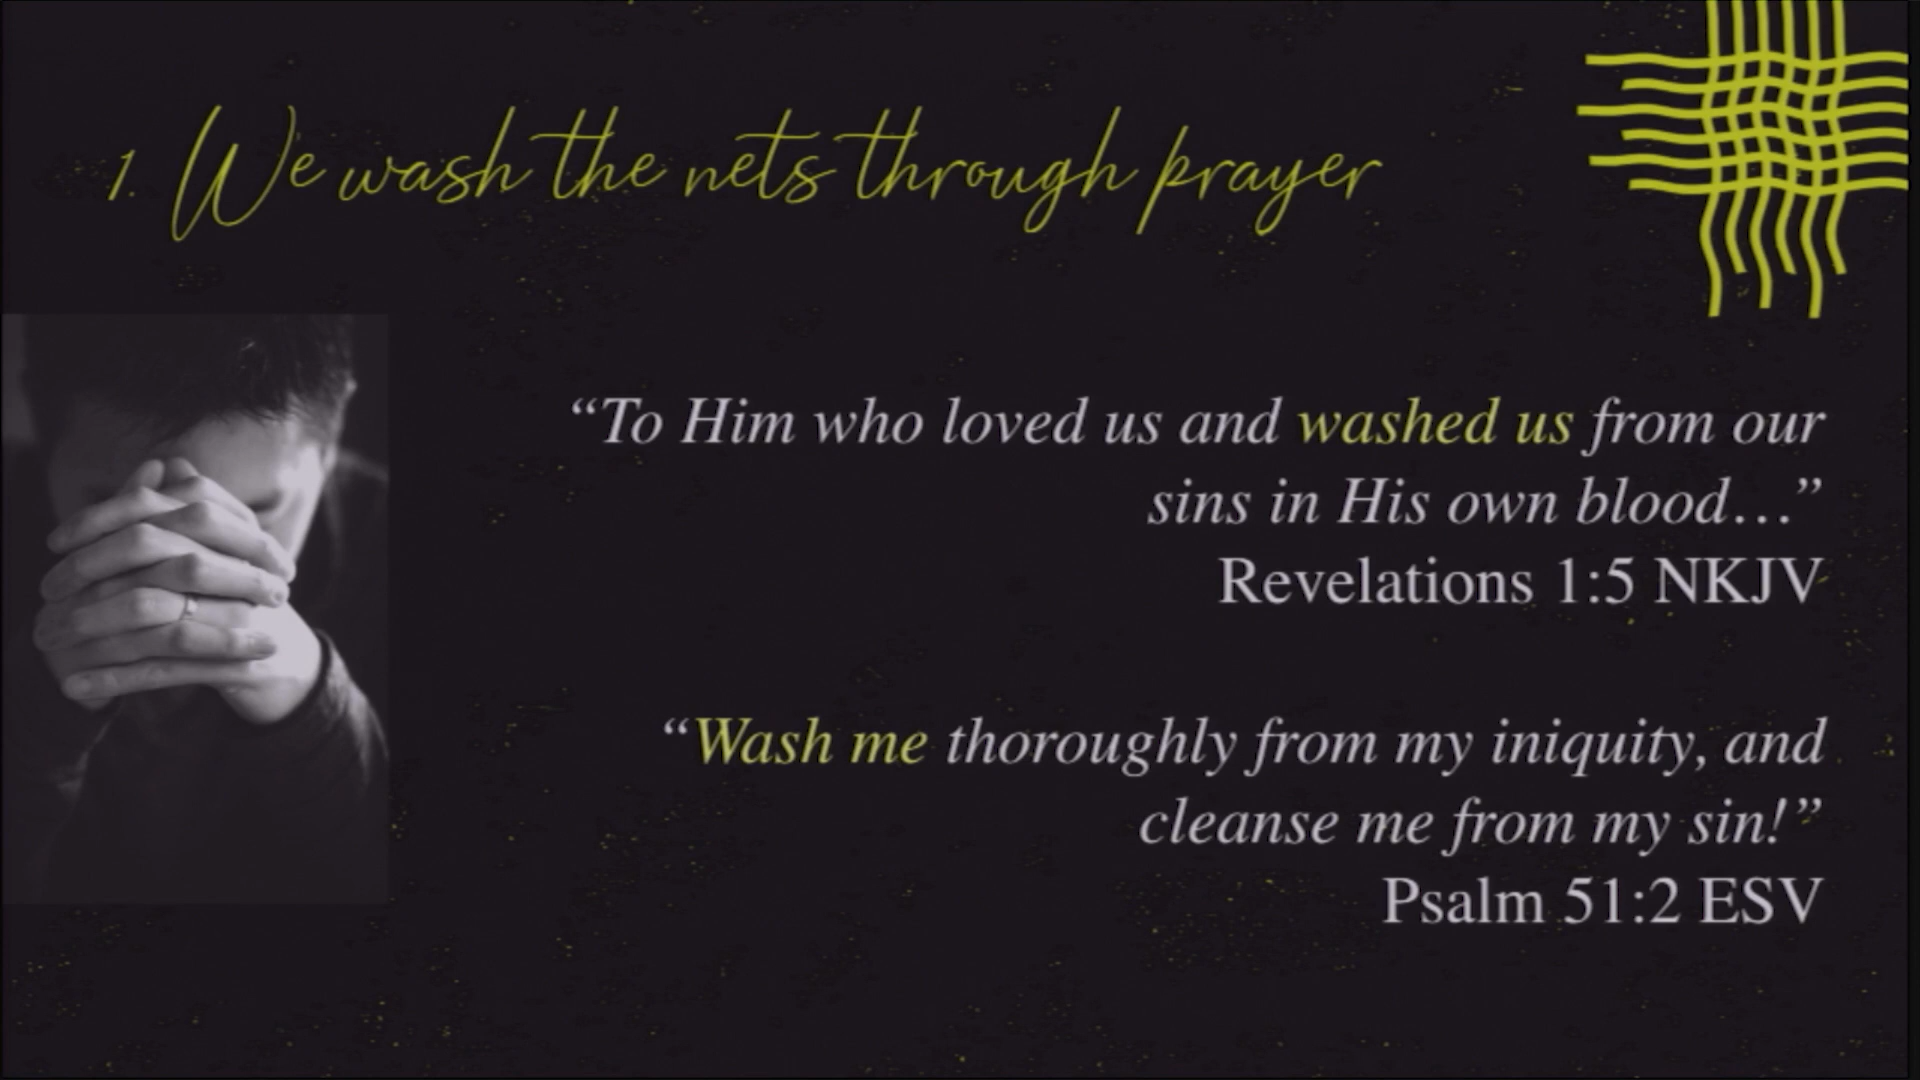 1. We wash the nets through prayer
“To Him who loved us and washed us from our
sins in His own blood…”
Revelations 1:5 NKJV
“Wash me thoroughly from my iniquity, and
cleanse me from my sin!”
Psalm 51:2 ESV